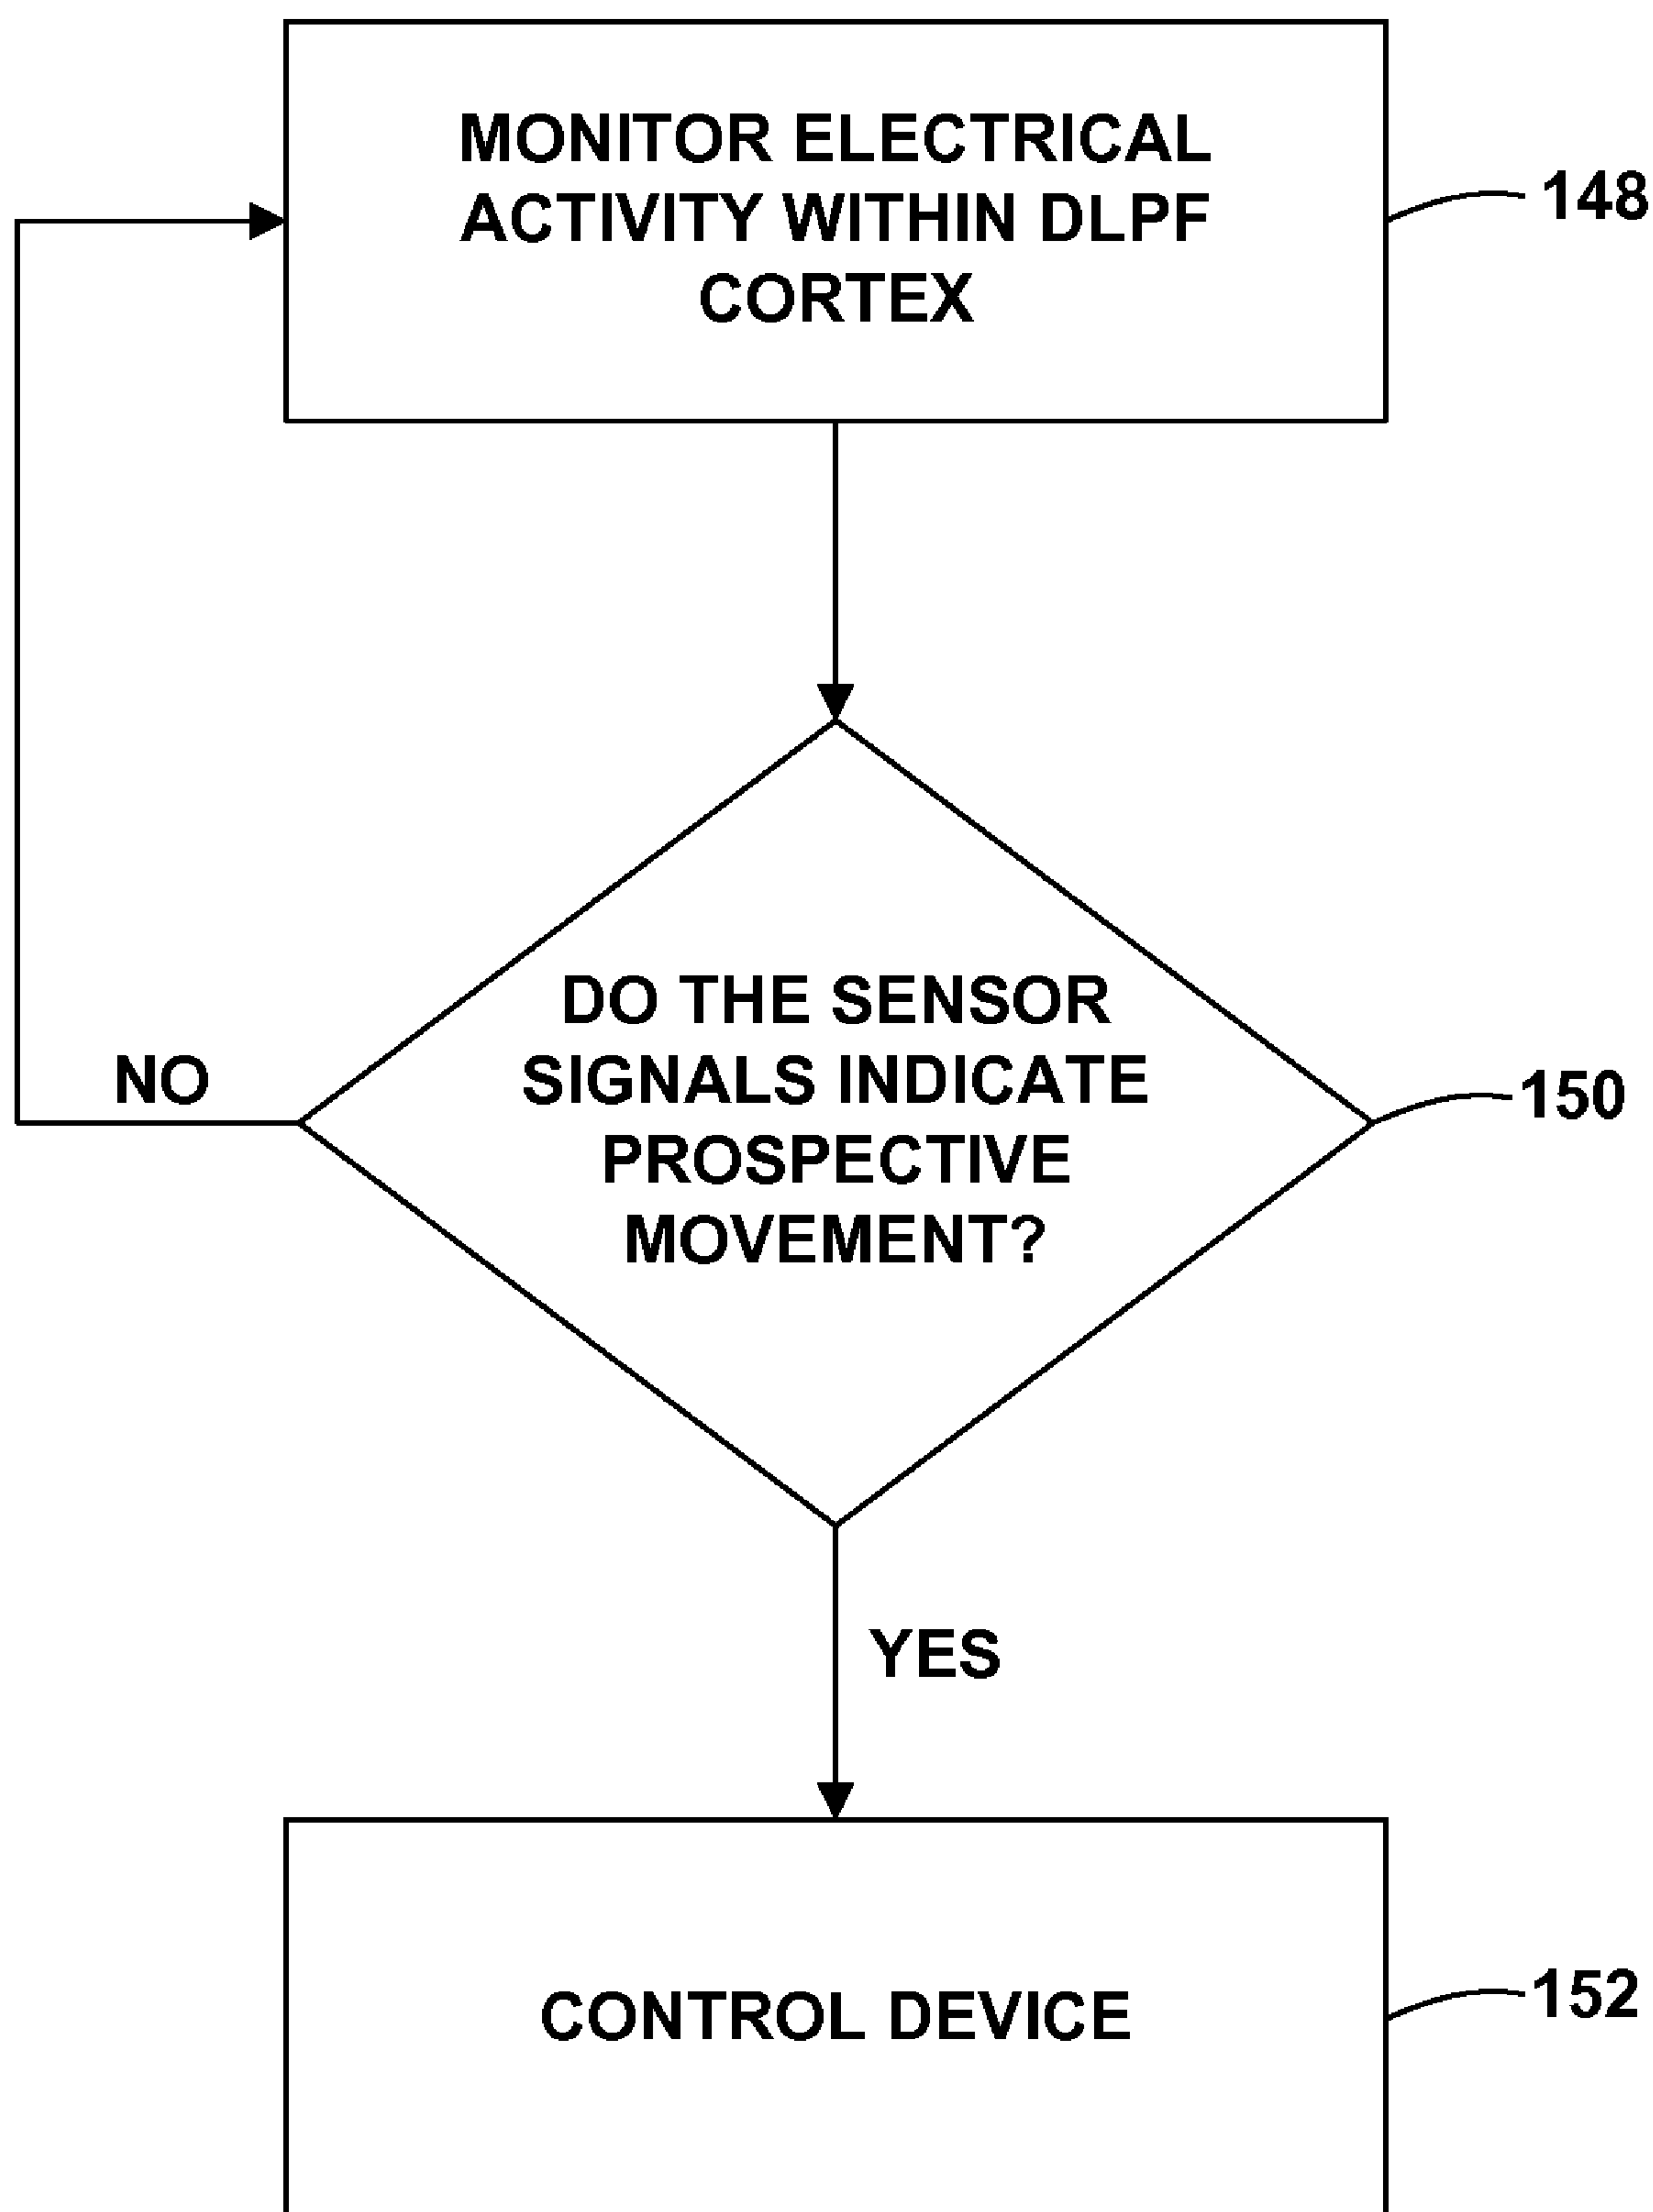 MONITOR ELECTRICAL
ACTIVITY WITHIN DLPF
CORTEX
148
DO THE SENSOR
SIGNALS INDICATE
PROSPECTIVE
MOVEMENT?
NO
150
YES
CONTROL DEVICE
152